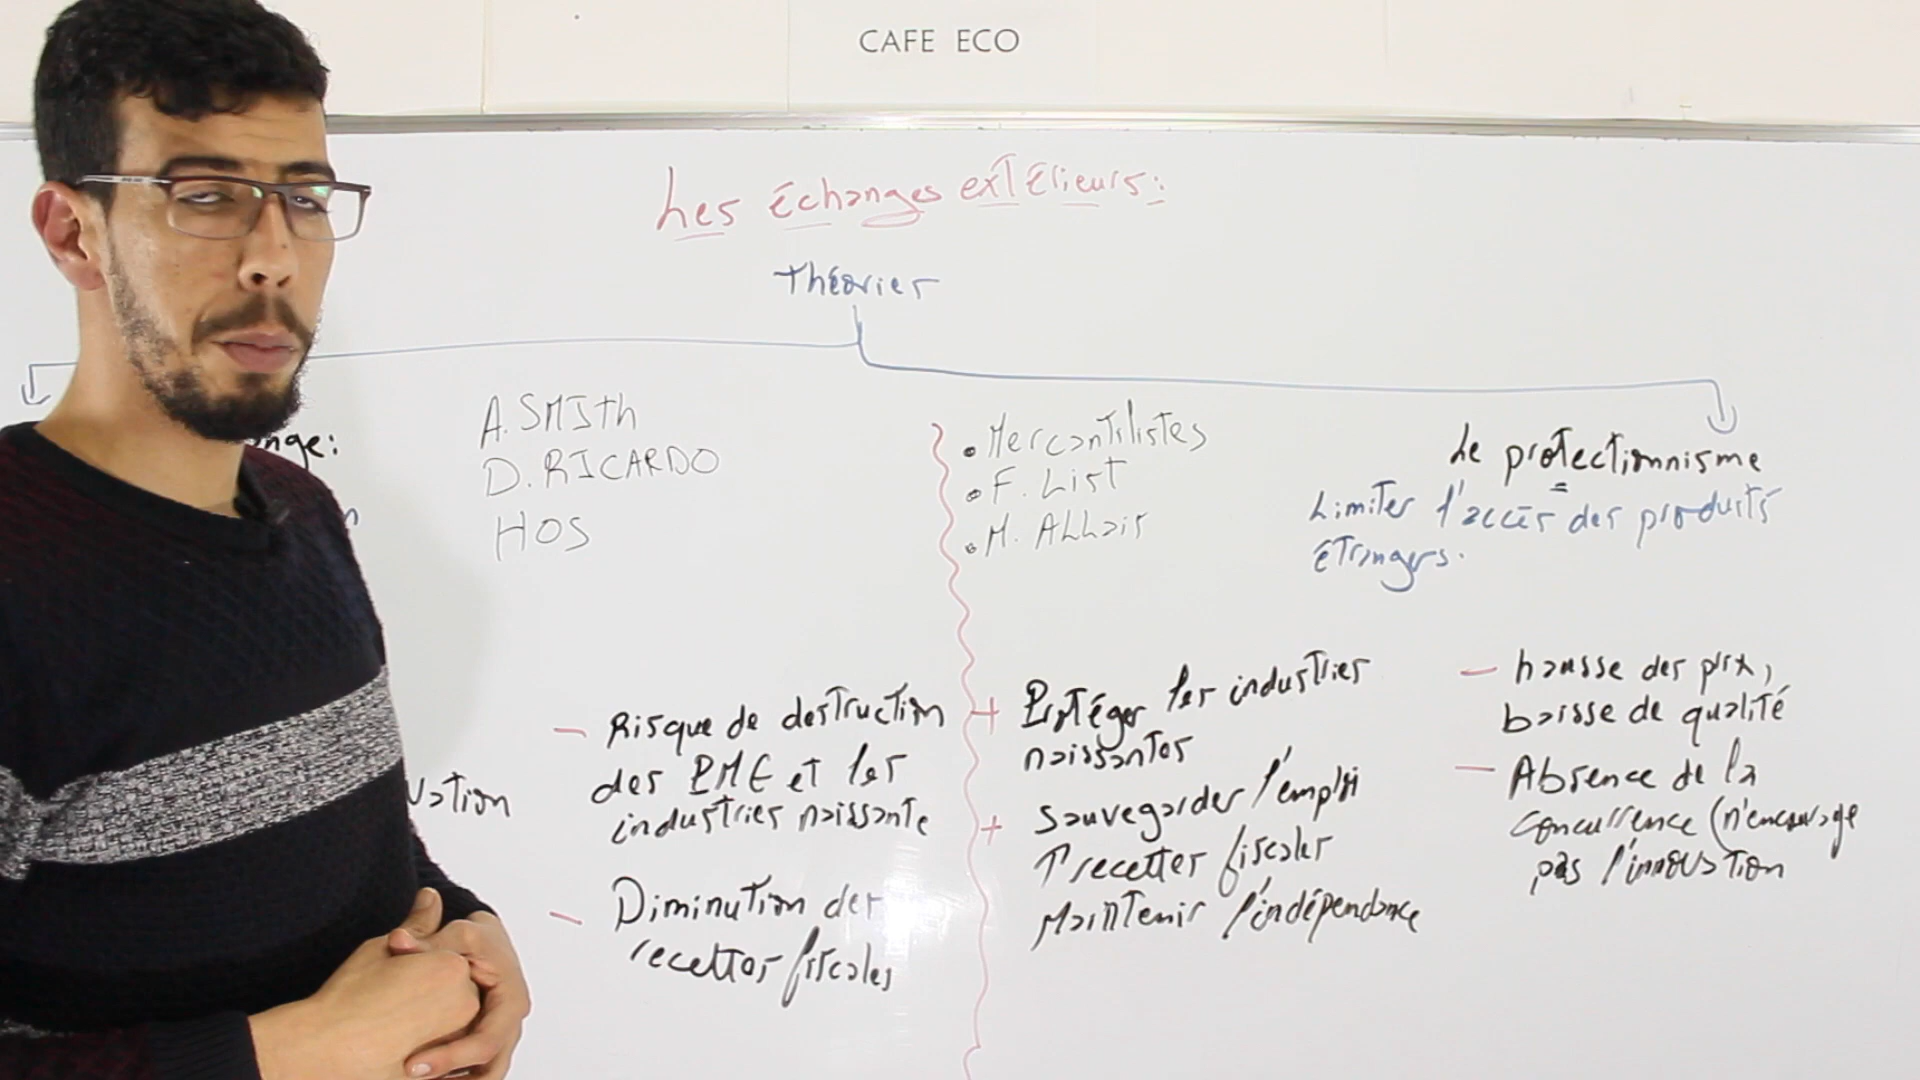 CAFE ECO
Les échanges extérieurs:
théories
nge:
A. SMITH
D. RICARDO
HOS
• Mercantilistes
• F. List
• M. ALLais
Le protectionnisme
Limiter l'accès des produits
étrangers.
vation
- Risque de destruction
des PME et les
industries naissante
- Diminution des
recettes fiscales
+ Protéger les industries
naissantes
+ Sauvegarder l'emploi
↑ recettes fiscales
Maintenir l'indépendance
- hausse des prix,
baisse de qualité
- Absence de la
concurrence (n'encourage
pas l'innovation